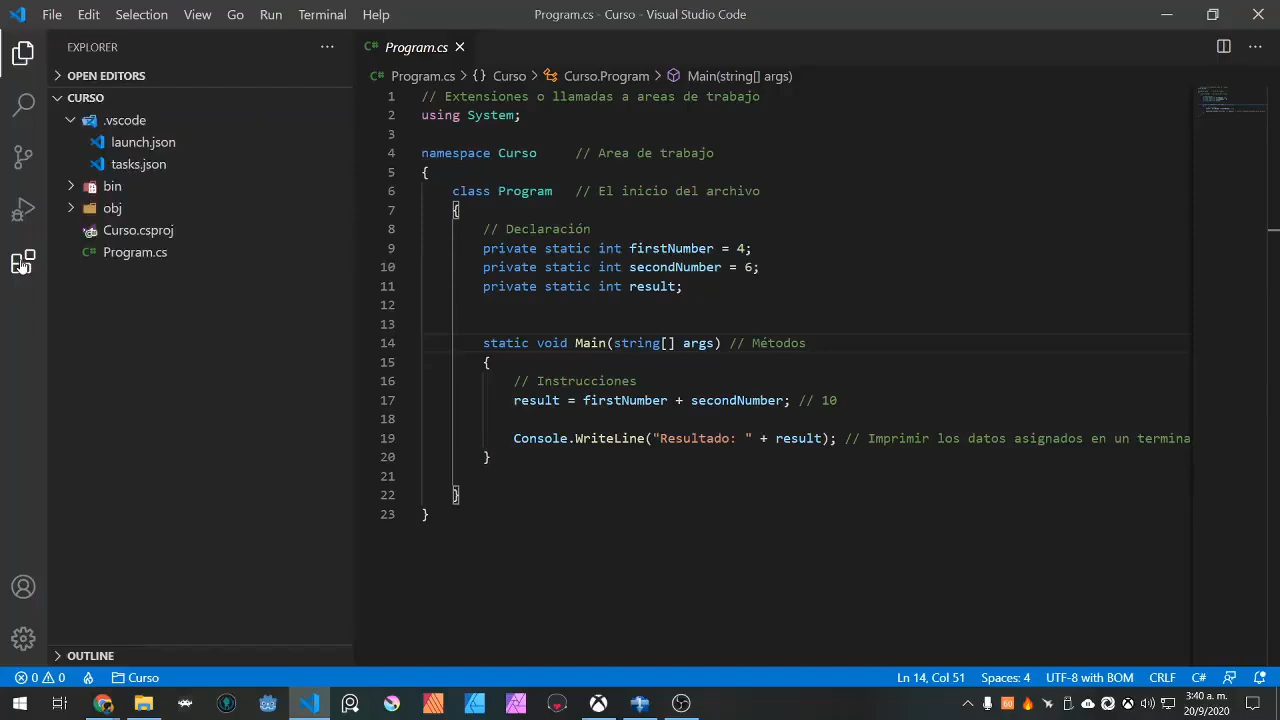 File Edit Selection View Go Run Terminal Help
Program.cs - Curso - Visual Studio Code
EXPLORER
OPEN EDITORS
CURSO
.vscode
launch.json
tasks.json
bin
obj
Curso.csproj
Program.cs
OUTLINE
C# Program.cs
C# Program.cs > {} Curso > Curso.Program > Main(string[] args)
1 // Extensiones o llamadas a areas de trabajo
2 using System;
3
4 namespace Curso // Area de trabajo
5 {
6 class Program // El inicio del archivo
7 {
8 // Declaración
9 private static int firstNumber = 4;
10 private static int secondNumber = 6;
11 private static int result;
12
13
14 static void Main(string[] args) // Métodos
15 {
16 // Instrucciones
17 result = firstNumber + secondNumber; // 10
18
19 Console.WriteLine("Resultado: " + result); // Imprimir los datos asignados en un termina
20 }
21
22 }
23 }
0 0 Curso Ln 14, Col 51 Spaces: 4 UTF-8 with BOM CRLF C#
3:40 a. m.
20/9/2020